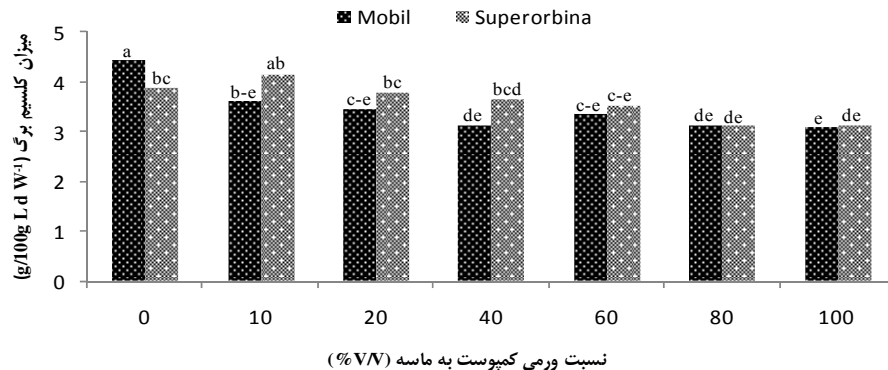 Mobil Superorbina
میزان کلسیم برگ (g/100g L d W-1)
5
4
3
2
1
0
a bc b-e ab c-e bc de bcd c-e c-e de de e de
0 10 20 40 60 80 100
نسبت ورمی کمپوست به ماسه (V/V%)